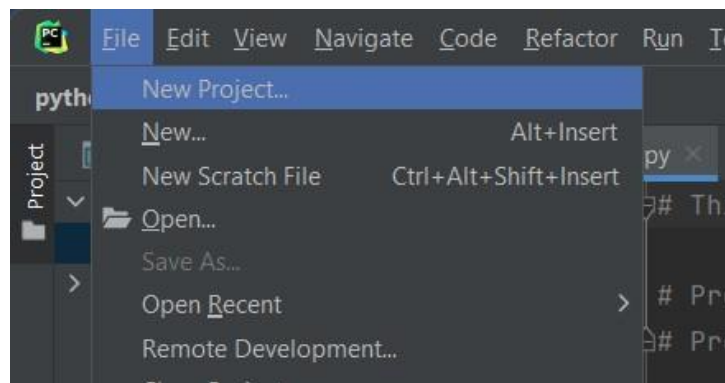 PC
File Edit View Navigate Code Refactor Run
pyth
New Project...
New... Alt+Insert
py
Project
New Scratch File Ctrl+Alt+Shift+Insert
# Th
Open...
Save As...
# Pr
Open Recent
# Pr
Remote Development...